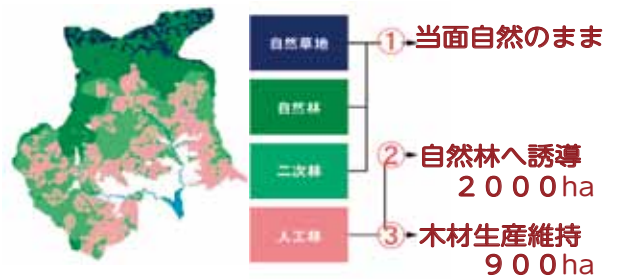 自然草地
①当面自然のまま
自然林
二次林
②自然林へ誘導
２０００ha
人工林
③木材生産維持
９００ha